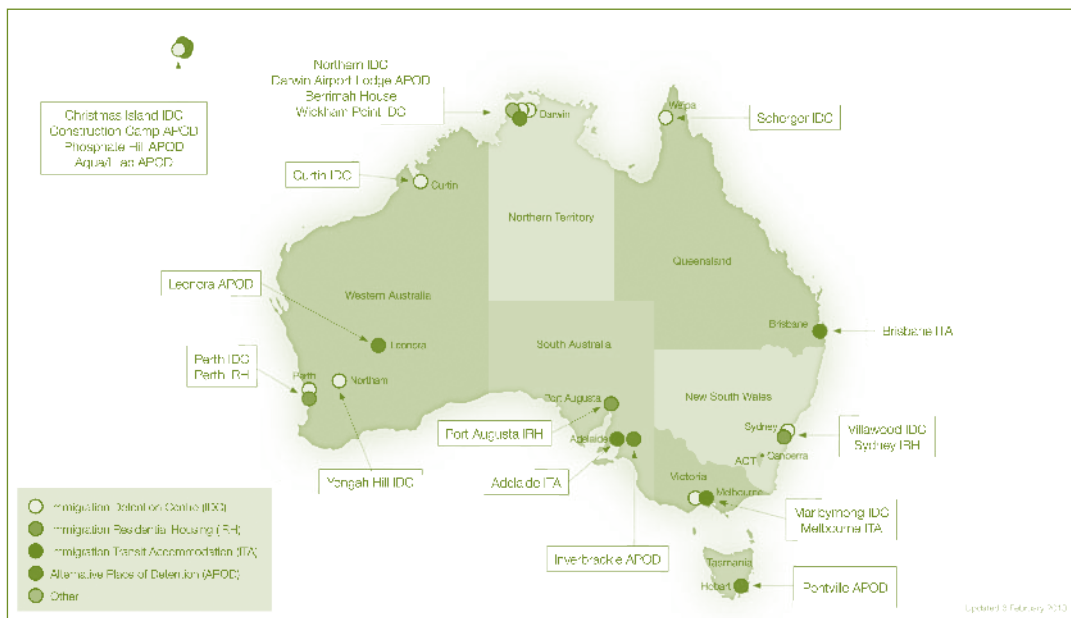 Northern IDC
Darwin Airport Lodge APOD
Berrimah House
Wickham Point IDC
Darwin
Weipa
Scherger IDC
Christmas Island IDC
Construction Camp APOD
Phosphate Hill APOD
Aqua/Lilac APOD
Curtin IDC
Curtin
Northern Territory
Queensland
Leonora APOD
Western Australia
Leonora
South Australia
Brisbane
Brisbane ITA
Perth IDC
Perth IRH
Perth
Northam
Port Augusta
New South Wales
Port Augusta IRH
Sydney
Villawood IDC
Sydney IRH
Adelaide
ACT
Canberra
Yongah Hill IDC
Adelaide ITA
Victoria
Melbourne
Maribyrnong IDC
Melbourne ITA
Inverbrackie APOD
Tasmania
Hobart
Pontville APOD
Immigration Detention Centre (IDC)
Immigration Residential Housing (IRH)
Immigration Transit Accommodation (ITA)
Alternative Place of Detention (APOD)
Other